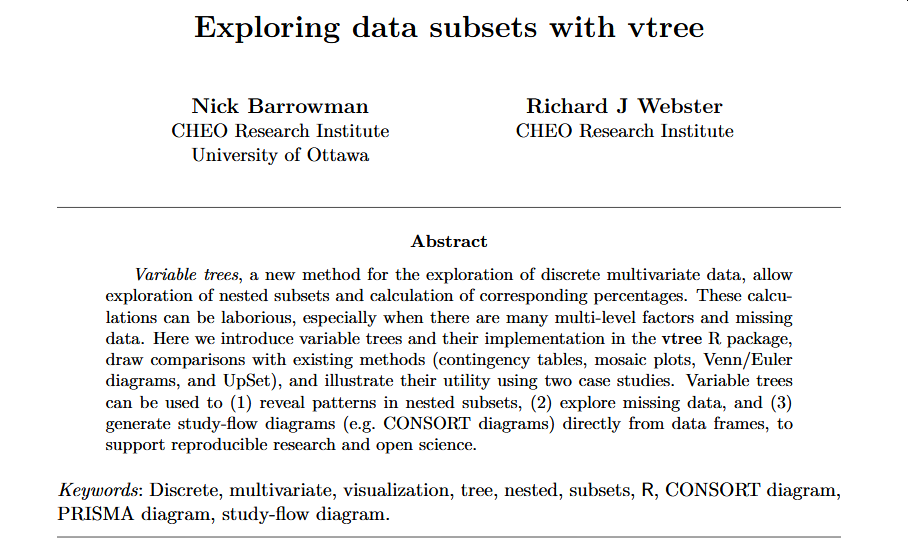 Exploring data subsets with vtree
Nick Barrowman
CHEO Research Institute
University of Ottawa
Richard J Webster
CHEO Research Institute
Abstract
Variable trees, a new method for the exploration of discrete multivariate data, allow
exploration of nested subsets and calculation of corresponding percentages. These calcu-
lations can be laborious, especially when there are many multi-level factors and missing
data. Here we introduce variable trees and their implementation in the vtree R package,
draw comparisons with existing methods (contingency tables, mosaic plots, Venn/Euler
diagrams, and UpSet), and illustrate their utility using two case studies. Variable trees
can be used to (1) reveal patterns in nested subsets, (2) explore missing data, and (3)
generate study-flow diagrams (e.g. CONSORT diagrams) directly from data frames, to
support reproducible research and open science.
Keywords: Discrete, multivariate, visualization, tree, nested, subsets, R, CONSORT diagram,
PRISMA diagram, study-flow diagram.